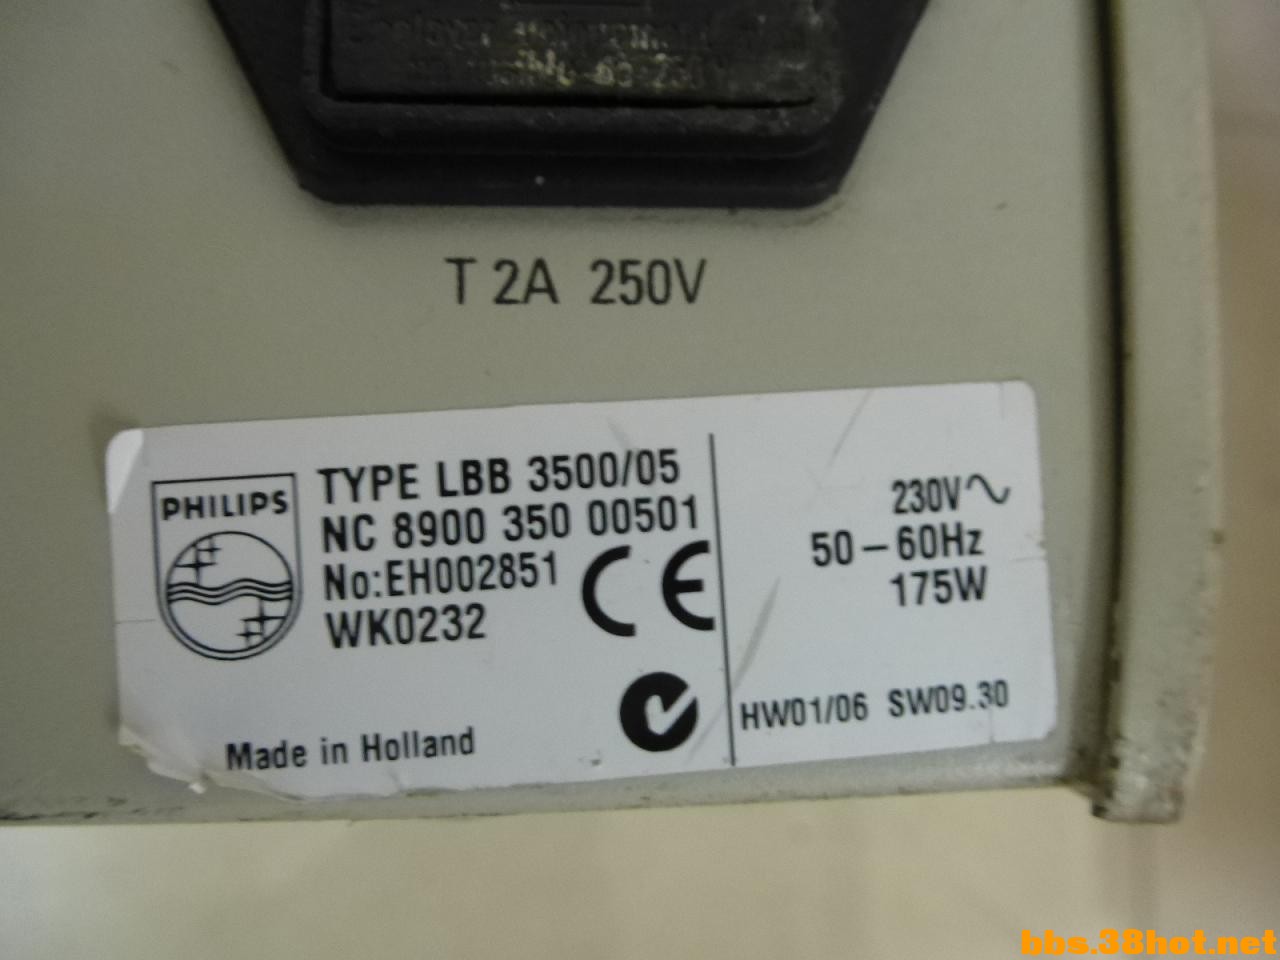 T 2A 250V
PHILIPS
TYPE LBB 3500/05
NC 8900 350 00501
No:EH002851
WK0232
CE
Made in Holland
230V~
50-60Hz
175W
HW01/06 SW09.30
bbs.38hot.net